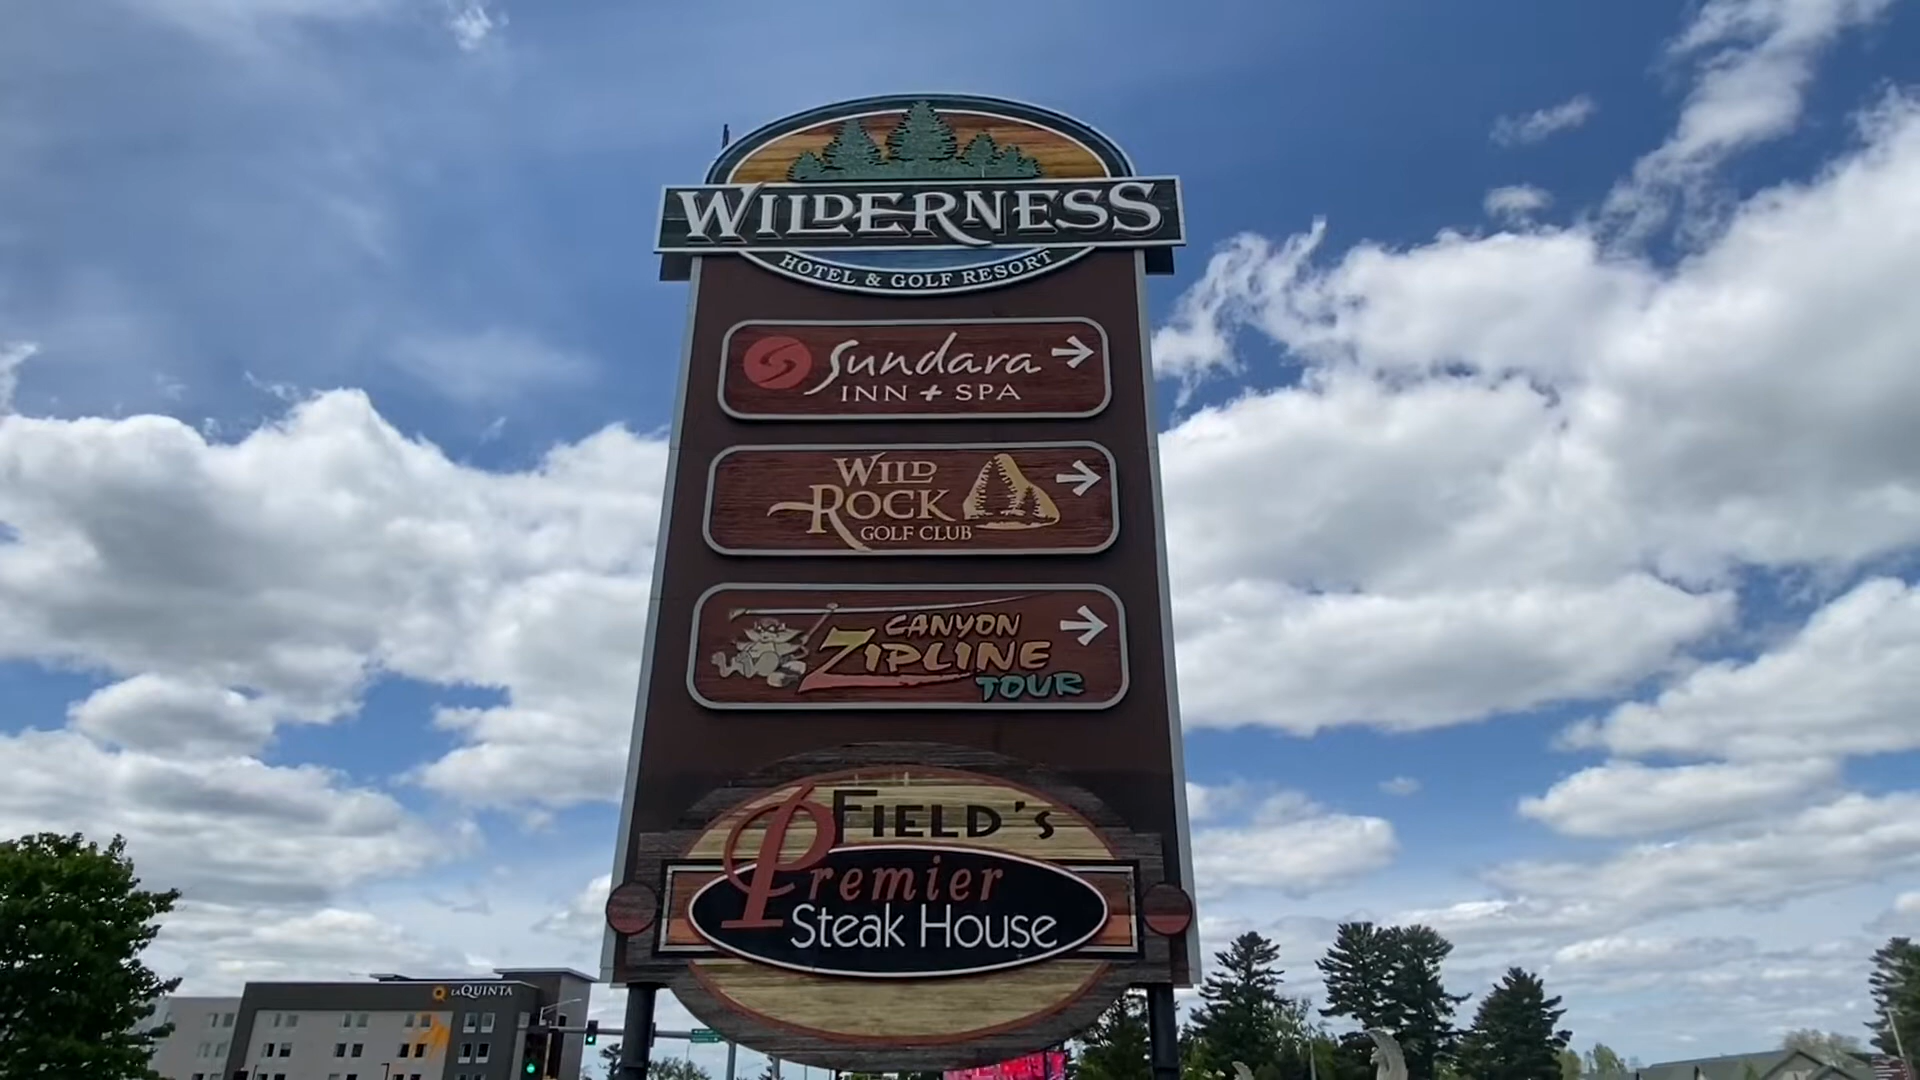 WILDERNESS
HOTEL & GOLF RESORT
Sundara
INN + SPA
WILD
ROCK
GOLF CLUB
CANYON
ZIPLINE
TOUR
FIELD'S
Premier
Steak House
LAQUINTA